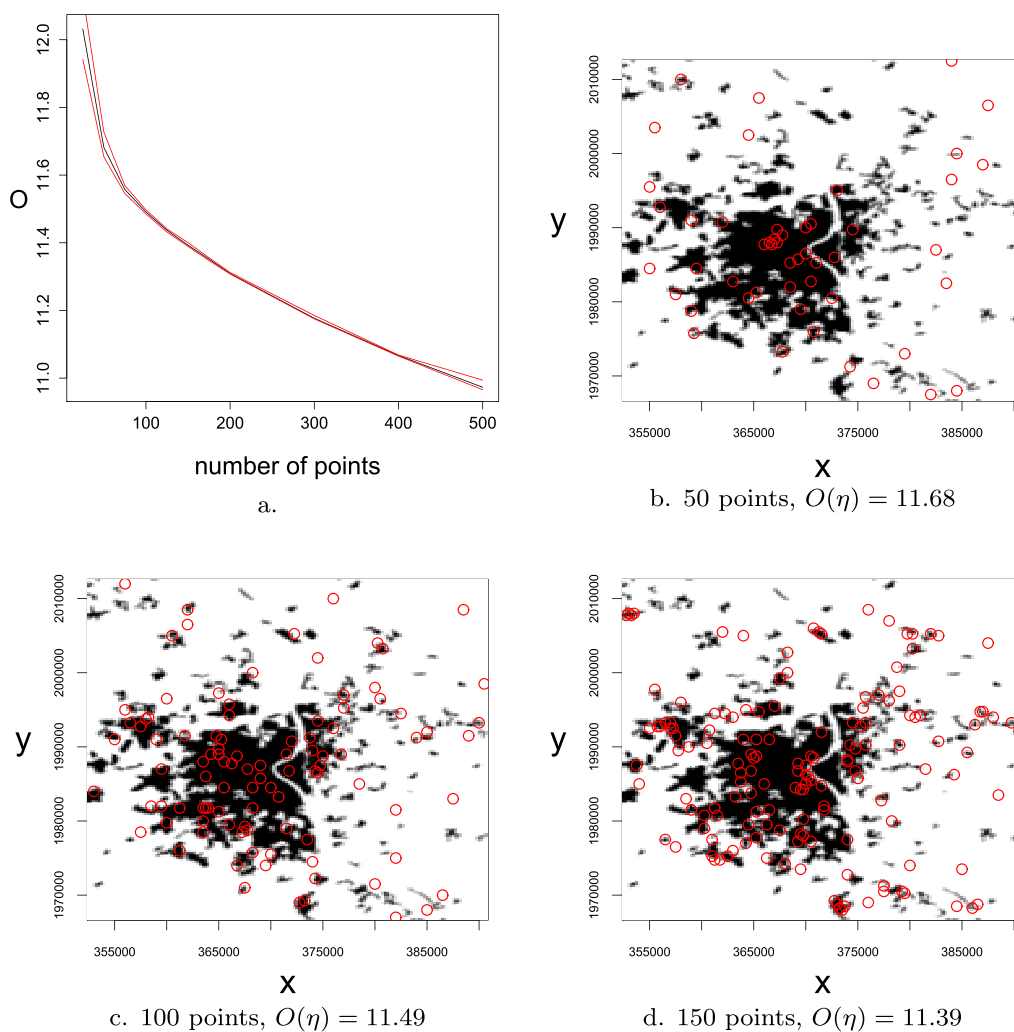 12.0
11.8
11.6
11.4
11.2
11.0
O
100 200 300 400 500
number of points
a.
2010000
2000000
1990000
1980000
1970000
y
355000 365000 375000 385000
x
b. 50 points, O(η) = 11.68
2010000
2000000
1990000
1980000
1970000
y
355000 365000 375000 385000
x
c. 100 points, O(η) = 11.49
2010000
2000000
1990000
1980000
1970000
y
355000 365000 375000 385000
x
d. 150 points, O(η) = 11.39